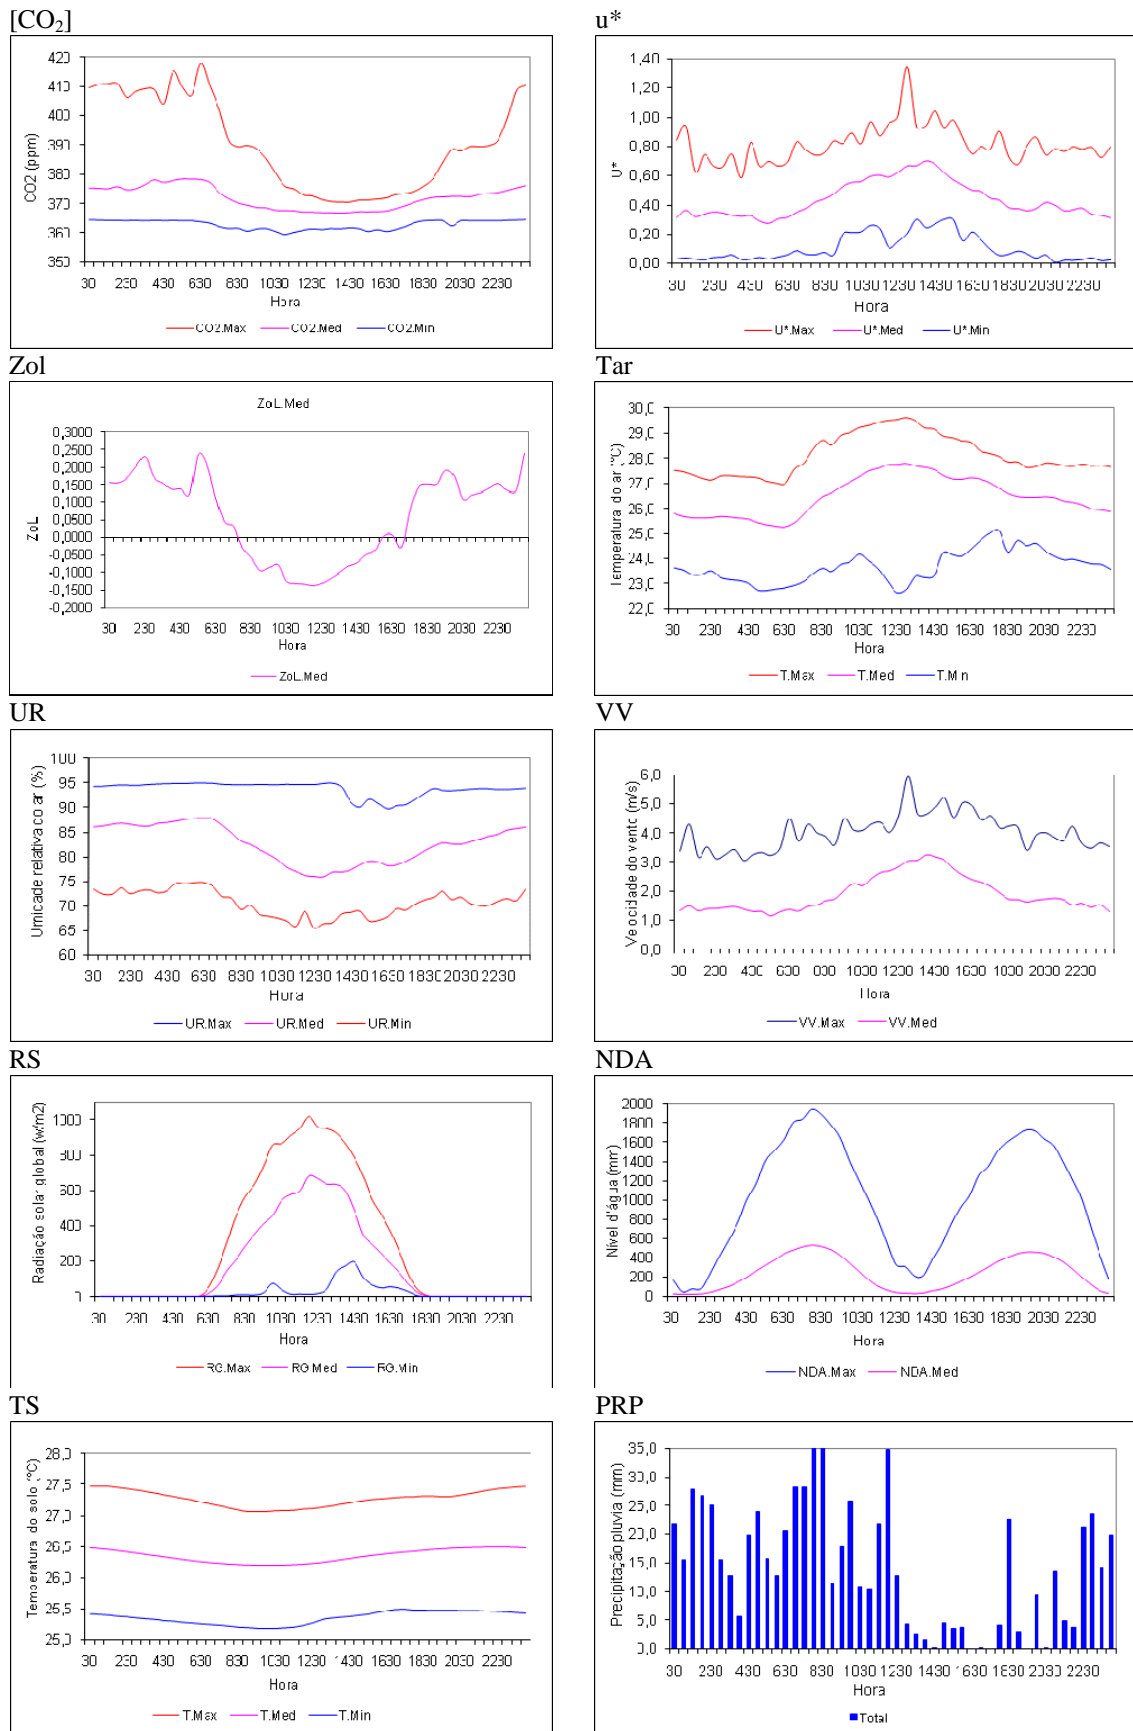 [CO₂]
u*
420
410
400
390
380
370
360
350
CO2 (ppm)
30 230 430 630 830 1030 1230 1430 1630 1830 2030 2230
Hora
CO2.Max CO2.Med CO2.Min
1,40
1,20
1,00
0,80
0,60
0,40
0,20
0,00
U*
30 230 430 630 830 1030 1230 1430 1630 1830 2030 2230
Hora
U*.Max U*.Med U*.Min
Zol
Tar
ZoL.Med
0,3000
0,2500
0,2000
0,1500
0,1000
0,0500
0,0000
-0,0500
-0,1000
-0,1500
-0,2000
ZoL
30 230 430 630 830 1030 1230 1430 1630 1830 2030 2230
Hora
ZoL.Med
30,0
29,0
28,0
27,0
26,0
25,0
24,0
23,0
22,0
Temperatura do ar (°C)
30 230 430 630 830 1030 1230 1430 1630 1830 2030 2230
Hora
T.Max T.Med T.Min
UR
VV
100
95
90
85
80
75
70
65
60
Umidade relativa do ar (%)
30 230 430 630 830 1030 1230 1430 1630 1830 2030 2230
Hora
UR.Max UR.Med UR.Min
6,0
5,0
4,0
3,0
2,0
1,0
0,0
Velocidade do vento (m/s)
30 230 430 630 830 1030 1230 1430 1630 1830 2030 2230
Hora
VV.Max VV.Med
RS
NDA
1000
800
600
400
200
0
Radiação solar global (w/m2)
30 230 430 630 830 1030 1230 1430 1630 1830 2030 2230
Hora
RG.Max RG.Med RG.Min
2000
1800
1600
1400
1200
1000
800
600
400
200
0
Nível d'água (mm)
30 230 430 630 830 1030 1230 1430 1630 1830 2030 2230
Hora
NDA.Max NDA.Med
TS
PRP
28,0
27,5
27,0
26,5
26,0
25,5
25,0
Temperatura do solo (°C)
30 230 430 630 830 1030 1230 1430 1630 1830 2030 2230
Hora
T.Max T.Med T.Min
35,0
30,0
25,0
20,0
15,0
10,0
5,0
0,0
Precipitação pluvia (mm)
30 230 430 630 830 1030 1230 1430 1630 1830 2030 2230
Hora
Total